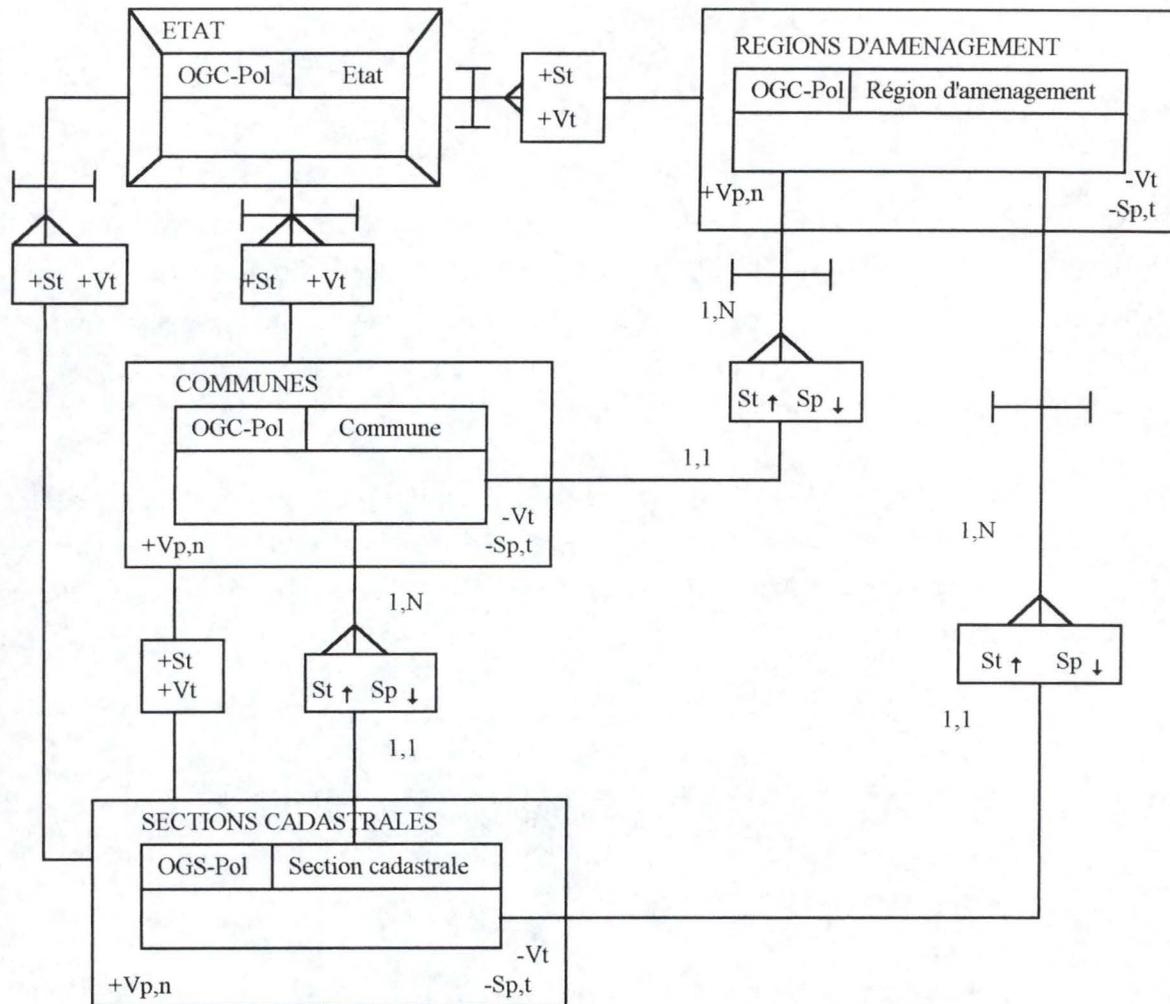 ETAT
OGC-Pol Etat
+St
+Vt
REGIONS D'AMENAGEMENT
OGC-Pol Région d'amenagement
+Vp,n
-Vt
-Sp,t
+St +Vt
+St +Vt
1,N
St ↑ Sp ↓
1,1
COMMUNES
OGC-Pol Commune
-Vt
+Vp,n
-Sp,t
1,N
1,N
+St
+Vt
St ↑ Sp ↓
1,1
St ↑ Sp ↓
1,1
SECTIONS CADASTRALES
OGS-Pol Section cadastrale
-Vt
+Vp,n
-Sp,t